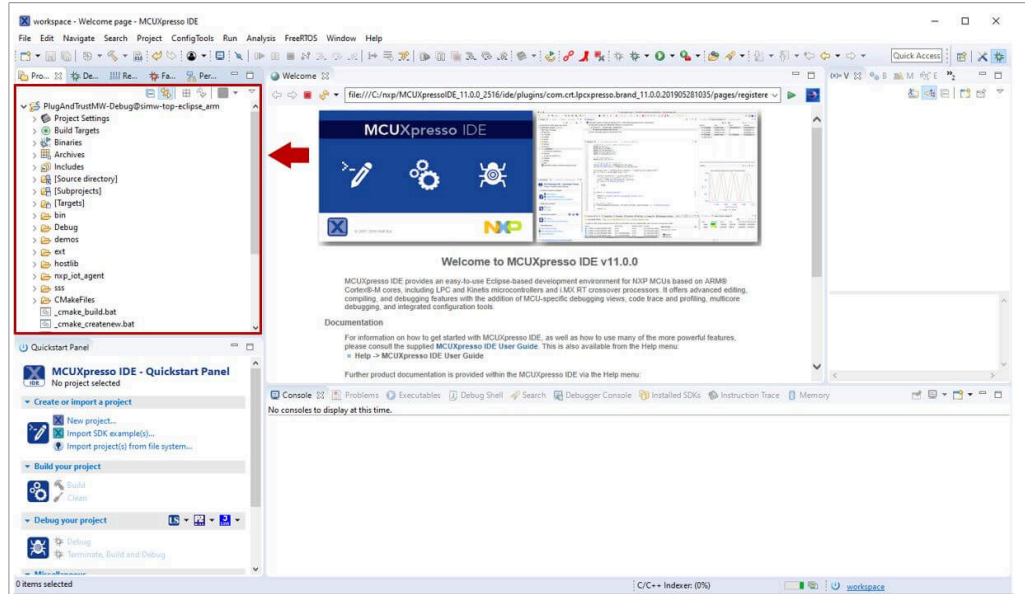 workspace - Welcome page - MCUXpresso IDE
File Edit Navigate Search Project ConfigTools Run Analysis FreeRTOS Window Help
Quick Access
Pro... De... Re... Fa... Per...
Welcome
file:///C:/nxp/MCUXpressoIDE_11.0.0_2516/ide/plugins/com.crt.lpcxpresso.brand_11.0.0.201905281035/pages/registere
PlugAndTrustMW-Debug@simw-top-eclipse_arm
Project Settings
Build Targets
Binaries
Archives
Includes
[Source directory]
[Subprojects]
[Targets]
bin
Debug
demos
ext
hostlib
nxp_iot_agent
sss
CMakeFiles
_cmake_build.bat
_cmake_createnew.bat
MCUXpresso IDE
NXP
Welcome to MCUXpresso IDE v11.0.0
MCUXpresso IDE provides an easy-to-use Eclipse-based development environment for NXP MCUs based on ARM®
Cortex®-M cores, including LPC and Kinetis microcontrollers and i.MX RT crossover processors. It offers advanced editing,
compiling, and debugging features with the addition of MCU-specific debugging views, code trace and profiling, multicore
debugging, and integrated configuration tools.
Documentation
For information on how to get started with MCUXpresso IDE, as well as how to use many of the more powerful features,
please consult the supplied MCUXpresso IDE User Guide. This is also available from the Help menu:
Help -> MCUXpresso IDE User Guide
Further product documentation is provided within the MCUXpresso IDE via the Help menu:
Quickstart Panel
MCUXpresso IDE - Quickstart Panel
IDE No project selected
Create or import a project
New project...
Import SDK example(s)...
Import project(s) from file system...
Build your project
Build
Clean
Debug your project
Debug
Terminate, Build and Debug
Miscellaneous
Console Problems Executables Debug Shell Search Debugger Console Installed SDKs Instruction Trace Memory
No consoles to display at this time.
0 items selected
C/C++ Indexer: (0%)
workspace